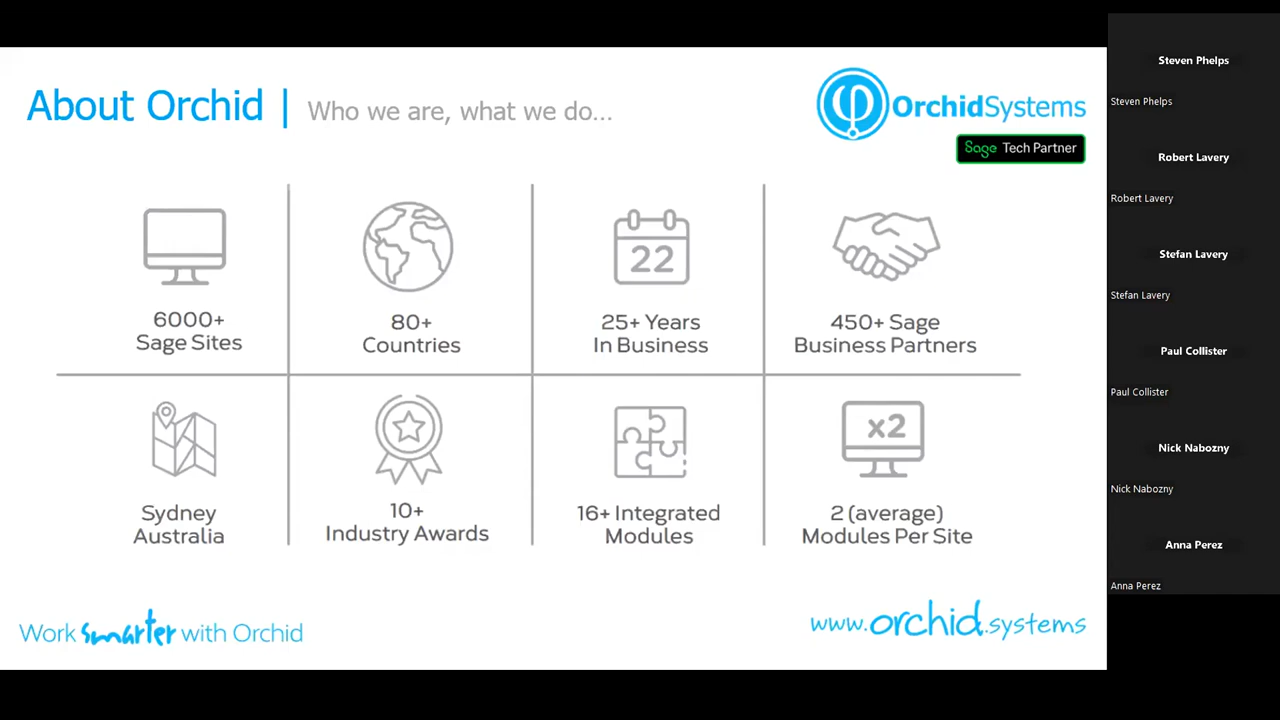 About Orchid | Who we are, what we do...
OrchidSystems
Sage Tech Partner
22
6000+
Sage Sites
80+
Countries
25+ Years
In Business
450+ Sage
Business Partners
x2
Sydney
Australia
10+
Industry Awards
16+ Integrated
Modules
2 (average)
Modules Per Site
Work smarter with Orchid
www.orchid.systems
Steven Phelps
Steven Phelps
Robert Lavery
Robert Lavery
Stefan Lavery
Stefan Lavery
Paul Collister
Paul Collister
Nick Nabozny
Nick Nabozny
Anna Perez
Anna Perez